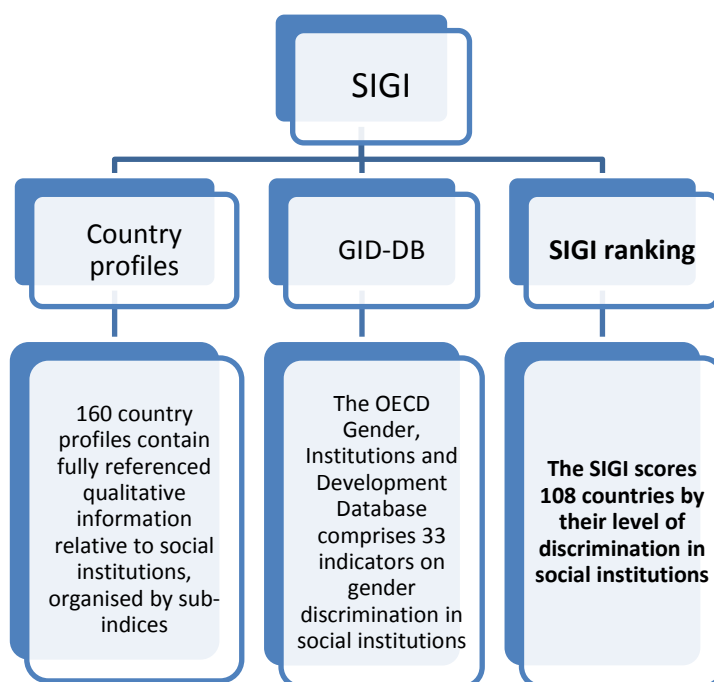 SIGI
Country
profiles
GID-DB
SIGI ranking
160 country
profiles contain
fully referenced
qualitative
information
relative to social
institutions,
organised by sub-
indices
The OECD
Gender,
Institutions and
Development
Database
comprises 33
indicators on
gender
discrimination in
social institutions
The SIGI scores
108 countries by
their level of
discrimination in
social institutions